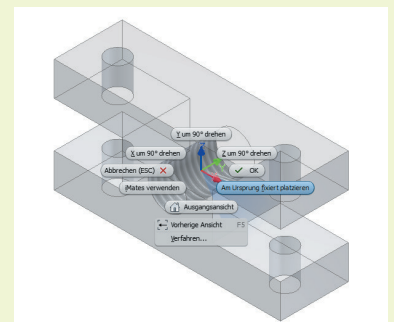 Y um 90° drehen
X um 90° drehen
Z um 90° drehen
Abbrechen (ESC)
OK
iMates verwenden
Am Ursprung fixiert platzieren
Ausgangsansicht
Vorherige Ansicht F5
Verfahren...